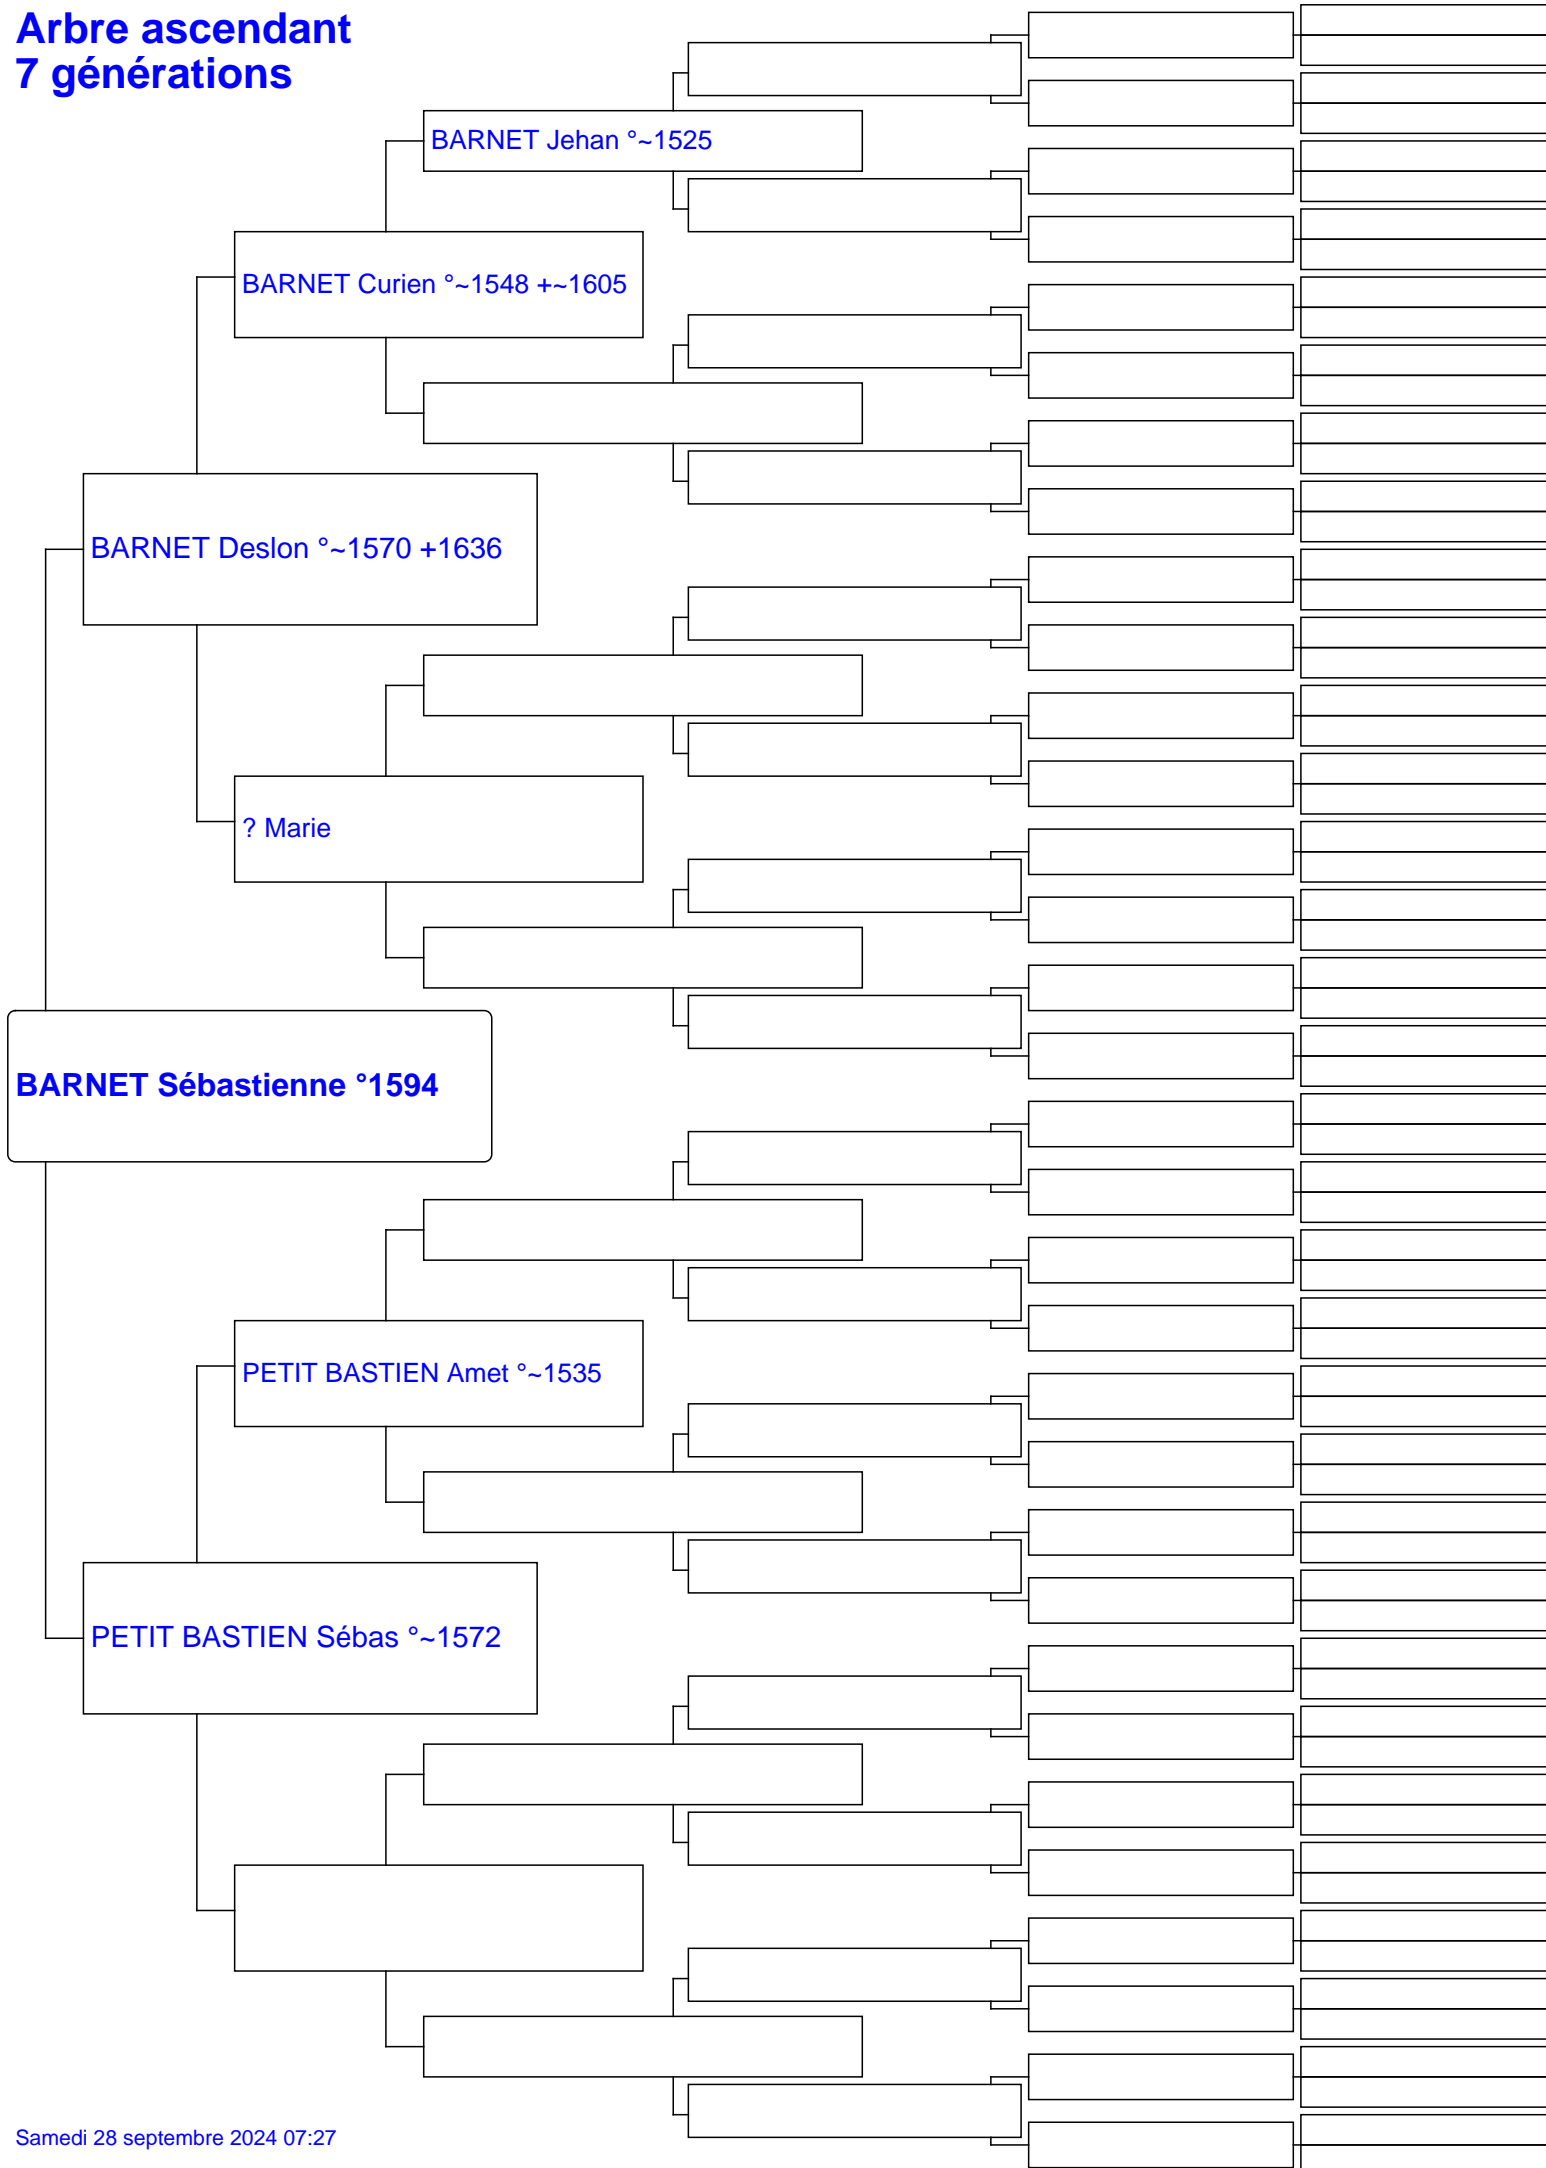 Arbre ascendant
7 générations
BARNET Jehan °~1525
BARNET Curien °~1548 +~1605
BARNET Deslon °~1570 +1636
? Marie
BARNET Sébastienne °1594
PETIT BASTIEN Amet °~1535
PETIT BASTIEN Sébas °~1572
Samedi 28 septembre 2024 07:27